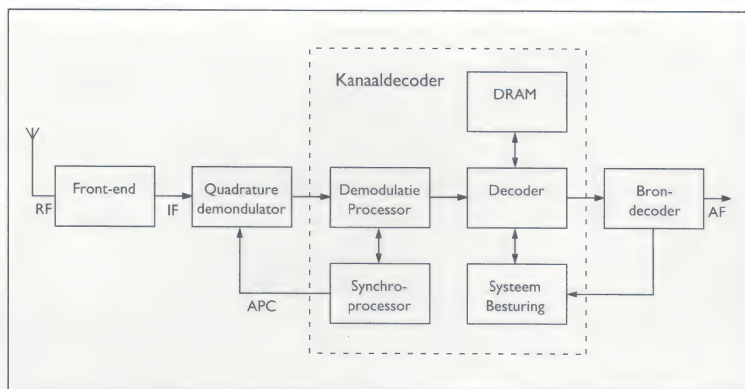 Kanaaldecoder
DRAM
RF
Front-end
IF
Quadrature
demondulator
Demodulatie
Processor
Decoder
Bron-
decoder
AF
APC
Synchro-
processor
Systeem
Besturing